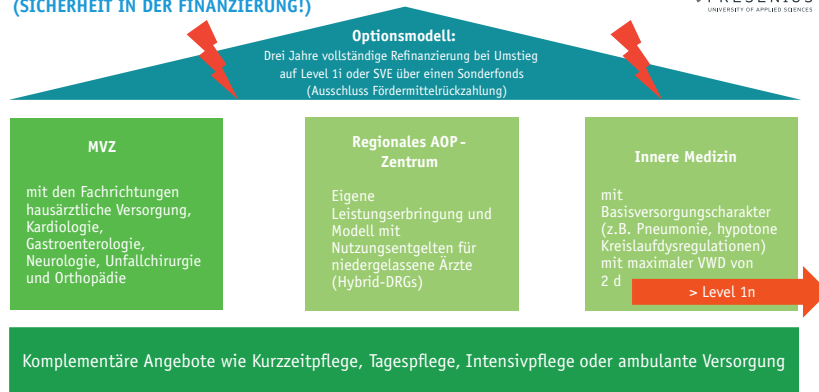 (SICHERHEIT IN DER FINANZIERUNG!)
UNIVERSITY OF APPLIED SCIENCES
Optionsmodell:
Drei Jahre vollständige Refinanzierung bei Umstieg
auf Level 1i oder SVE über einen Sonderfonds
(Ausschluss Fördermittelrückzahlung)
MVZ
mit den Fachrichtungen
hausärztliche Versorgung,
Kardiologie,
Gastroenterologie,
Neurologie, Unfallchirurgie
und Orthopädie
Regionales AOP-
Zentrum
Eigene
Leistungserbringung und
Modell mit
Nutzungsentgelten für
niedergelassene Ärzte
(Hybrid-DRGs)
Innere Medizin
mit
Basisversorgungscharakter
(z.B. Pneumonie, hypotone
Kreislaufdysregulationen)
mit maximaler VWD von
2 d
> Level 1n
Komplementäre Angebote wie Kurzzeitpflege, Tagespflege, Intensivpflege oder ambulante Versorgung